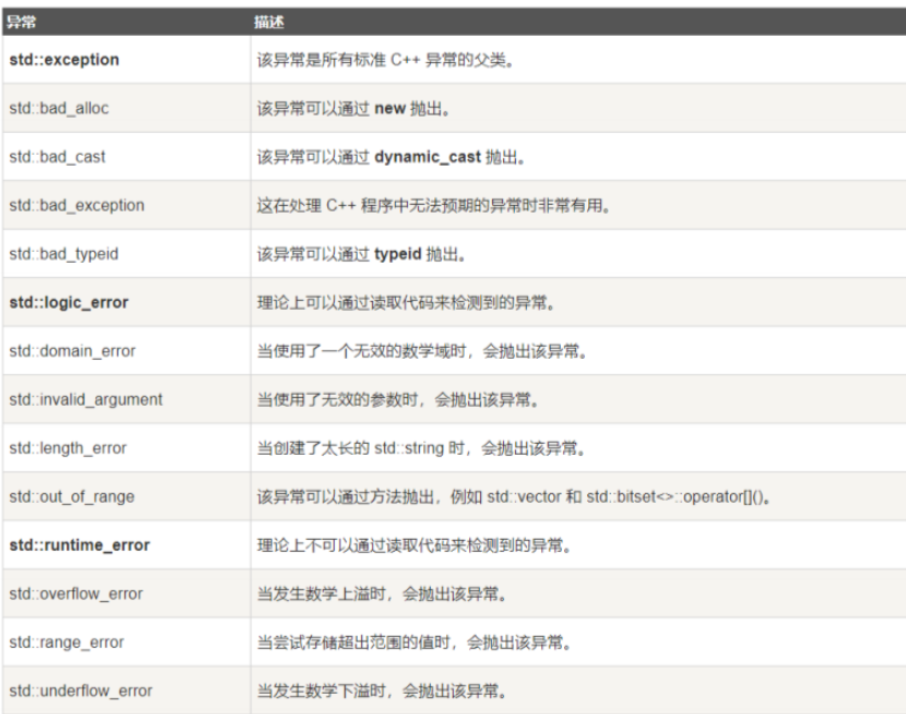 异常 描述
std::exception 该异常是所有标准 C++ 异常的父类。
std::bad_alloc 该异常可以通过 new 抛出。
std::bad_cast 该异常可以通过 dynamic_cast 抛出。
std::bad_exception 这在处理 C++ 程序中无法预期的异常时非常有用。
std::bad_typeid 该异常可以通过 typeid 抛出。
std::logic_error 理论上可以通过读取代码来检测到的异常。
std::domain_error 当使用了一个无效的数学域时，会抛出该异常。
std::invalid_argument 当使用了无效的参数时，会抛出该异常。
std::length_error 当创建了太长的 std::string 时，会抛出该异常。
std::out_of_range 该异常可以通过方法抛出，例如 std::vector 和 std::bitset<>::operator[]()。
std::runtime_error 理论上不可以通过读取代码来检测到的异常。
std::overflow_error 当发生数学上溢时，会抛出该异常。
std::range_error 当尝试存储超出范围的值时，会抛出该异常。
std::underflow_error 当发生数学下溢时，会抛出该异常。